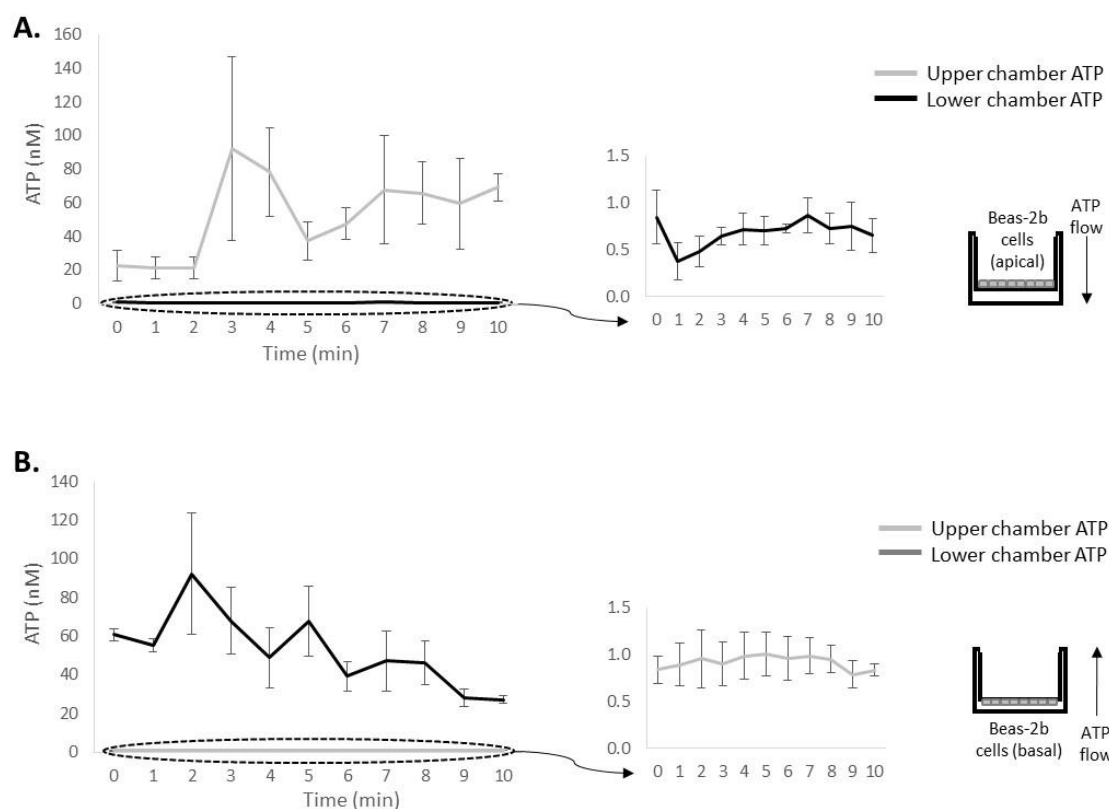 A.
160
140
120
100
80
60
40
20
0
ATP (nM)
0 1 2 3 4 5 6 7 8 9 10
Time (min)
1.5
1.0
0.5
0.0
0 1 2 3 4 5 6 7 8 9 10
Upper chamber ATP
Lower chamber ATP
Beas-2b
cells
(apical)
ATP
flow
B.
140
120
100
80
60
40
20
0
ATP (nM)
0 1 2 3 4 5 6 7 8 9 10
Time (min)
1.5
1.0
0.5
0.0
0 1 2 3 4 5 6 7 8 9 10
Upper chamber ATP
Lower chamber ATP
Beas-2b
cells (basal)
ATP
flow